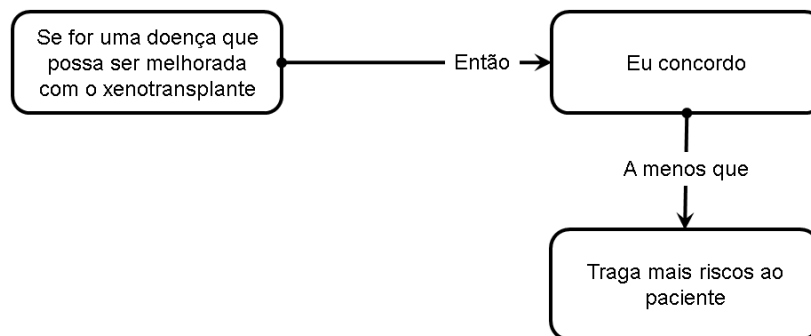 Se for uma doença que
possa ser melhorada
com o xenotransplante
Então
Eu concordo
A menos que
Traga mais riscos ao
paciente